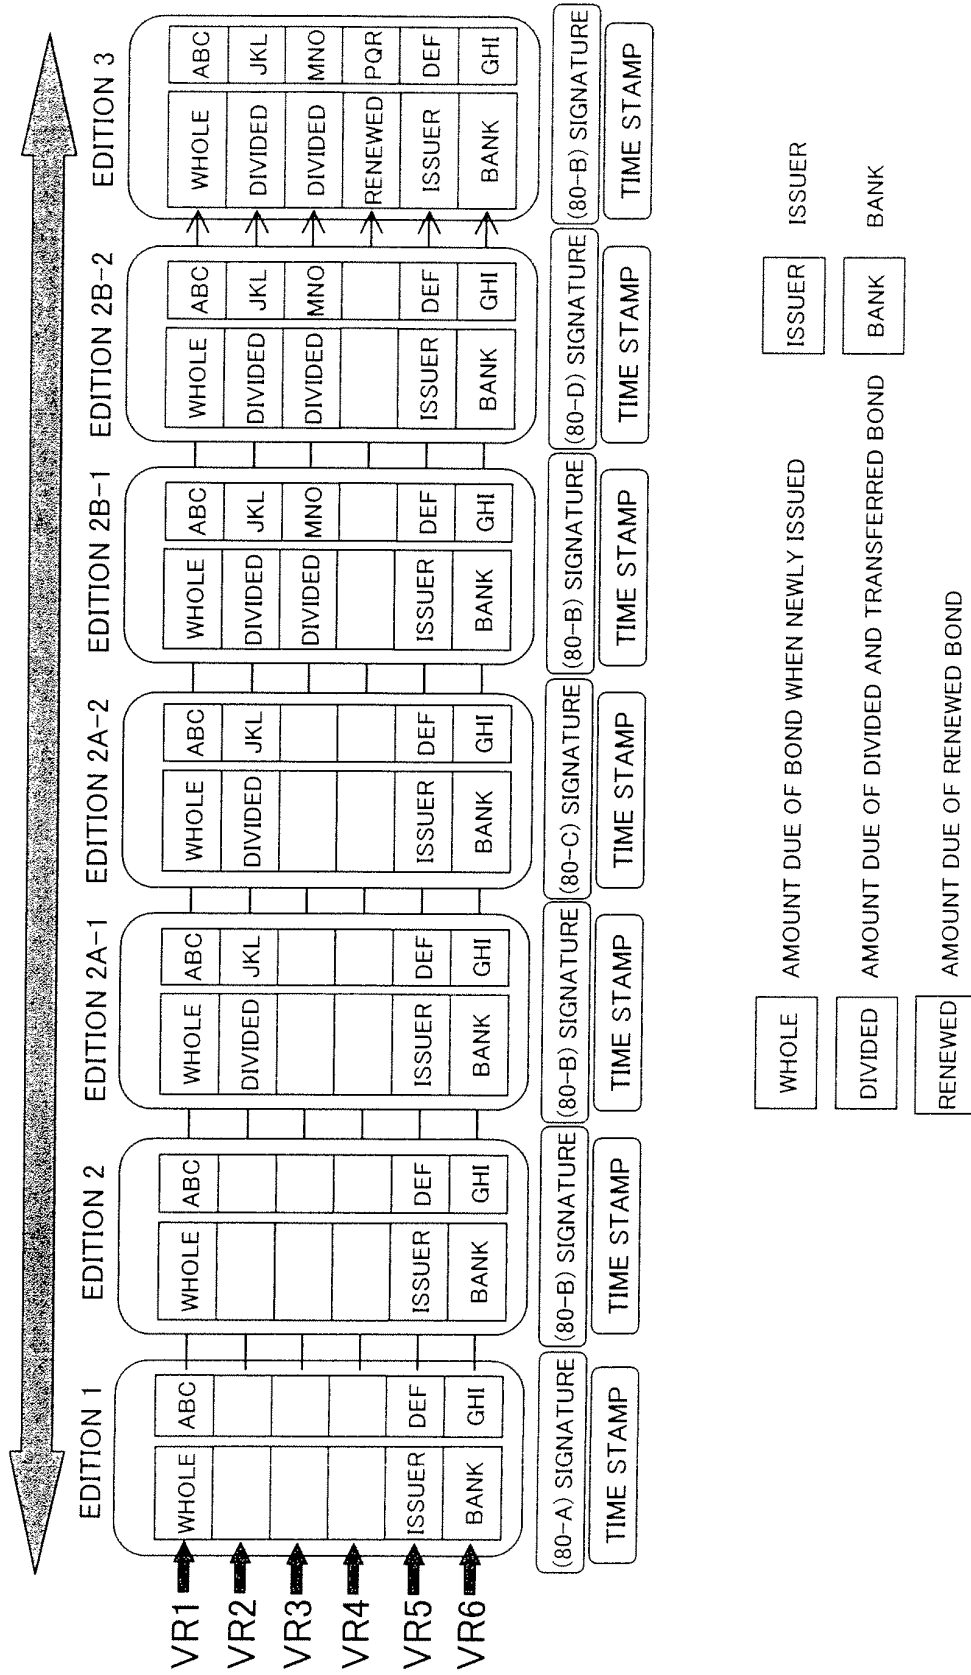 EDITION 1
EDITION 2
EDITION 2A-1
EDITION 2A-2
EDITION 2B-1
EDITION 2B-2
EDITION 3
VR1
WHOLE ABC
WHOLE ABC
WHOLE ABC
WHOLE ABC
WHOLE ABC
WHOLE ABC
WHOLE ABC
VR2
DIVIDED JKL
DIVIDED JKL
DIVIDED JKL
DIVIDED JKL
DIVIDED JKL
VR3
DIVIDED MNO
DIVIDED MNO
DIVIDED MNO
VR4
RENEWED PQR
VR5
ISSUER DEF
ISSUER DEF
ISSUER DEF
ISSUER DEF
ISSUER DEF
ISSUER DEF
ISSUER DEF
VR6
BANK GHI
BANK GHI
BANK GHI
BANK GHI
BANK GHI
BANK GHI
BANK GHI
(80-A) SIGNATURE
(80-B) SIGNATURE
(80-B) SIGNATURE
(80-C) SIGNATURE
(80-B) SIGNATURE
(80-D) SIGNATURE
(80-B) SIGNATURE
TIME STAMP
TIME STAMP
TIME STAMP
TIME STAMP
TIME STAMP
TIME STAMP
TIME STAMP
WHOLE AMOUNT DUE OF BOND WHEN NEWLY ISSUED
ISSUER ISSUER
DIVIDED AMOUNT DUE OF DIVIDED AND TRANSFERRED BOND
BANK BANK
RENEWED AMOUNT DUE OF RENEWED BOND